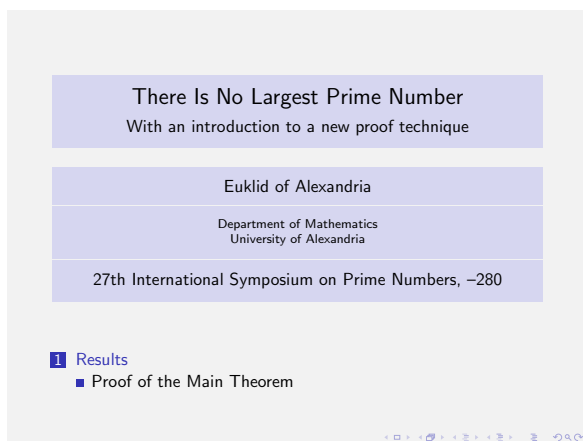 There Is No Largest Prime Number
With an introduction to a new proof technique
Euklid of Alexandria
Department of Mathematics
University of Alexandria
27th International Symposium on Prime Numbers, –280
1 Results
Proof of the Main Theorem